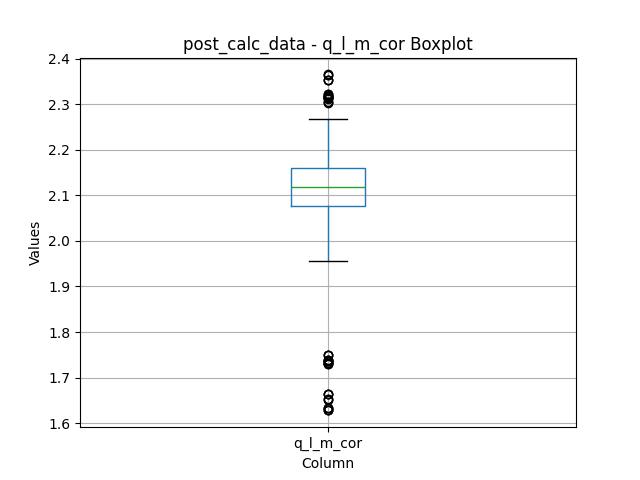 post_calc_data - q_l_m_cor Boxplot
2.4
2.3
2.2
2.1
2.0
1.9
1.8
1.7
1.6
Values
q_l_m_cor
Column